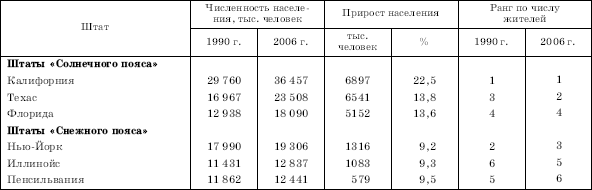 Штат
Численность населе-
ния, тыс. человек
Прирост населения
Ранг по числу
жителей
1990 г. 2006 г. тыс.
человек % 1990 г. 2006 г.
Штаты «Солнечного пояса»
Калифорния 29 760 36 457 6897 22,5 1 1
Техас 16 967 23 508 6541 13,8 3 2
Флорида 12 938 18 090 5152 13,6 4 4
Штаты «Снежного пояса»
Нью-Йорк 17 990 19 306 1316 9,2 2 3
Иллинойс 11 431 12 837 1083 9,3 6 5
Пенсильвания 11 862 12 441 579 9,5 5 6